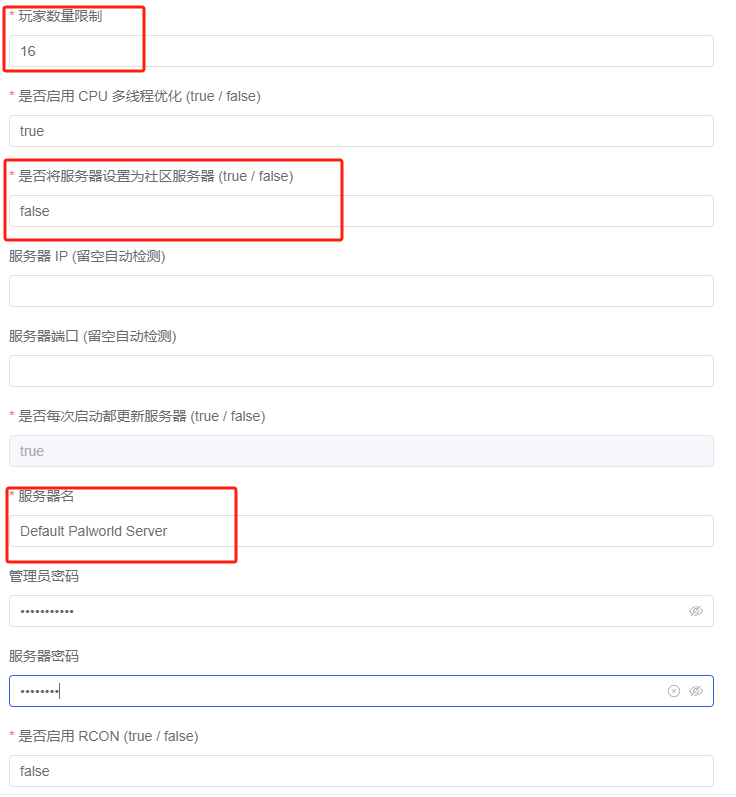 * 玩家数量限制
16
* 是否启用 CPU 多线程优化 (true / false)
true
* 是否将服务器设置为社区服务器 (true / false)
false
服务器 IP (留空自动检测)
服务器端口 (留空自动检测)
* 是否每次启动都更新服务器 (true / false)
true
* 服务器名
Default Palworld Server
管理员密码
•••••••••••
服务器密码
••••••••
* 是否启用 RCON (true / false)
false